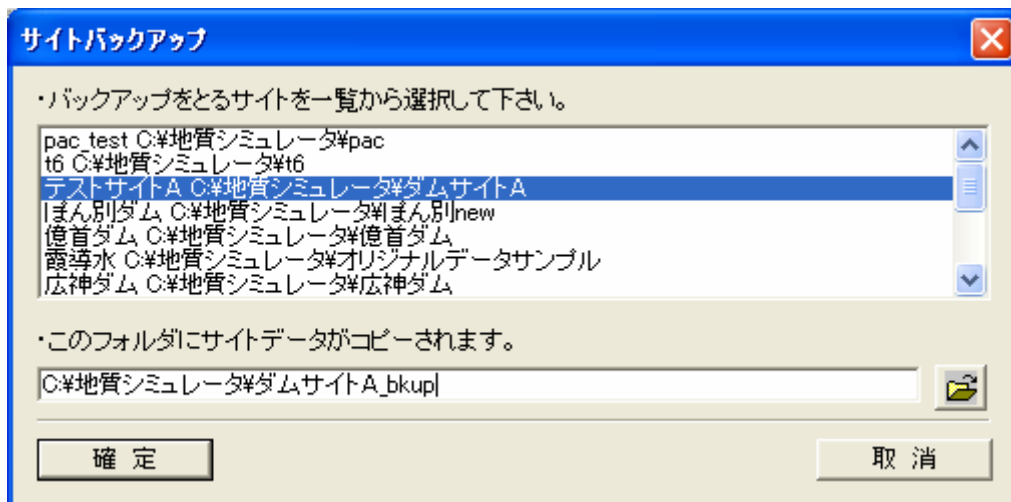 サイトバックアップ
・バックアップをとるサイトを一覧から選択して下さい。
pac_test C:¥地質シミュレータ¥pac
t6 C:¥地質シミュレータ¥t6
テストサイトA C:¥地質シミュレータ¥ダムサイトA
ぽん別ダム C:¥地質シミュレータ¥ぽん別new
億首ダム C:¥地質シミュレータ¥億首ダム
霞導水 C:¥地質シミュレータ¥オリジナルデータサンプル
広神ダム C:¥地質シミュレータ¥広神ダム
・このフォルダにサイトデータがコピーされます。
C:¥地質シミュレータ¥ダムサイトA_bkup
確 定
取 消